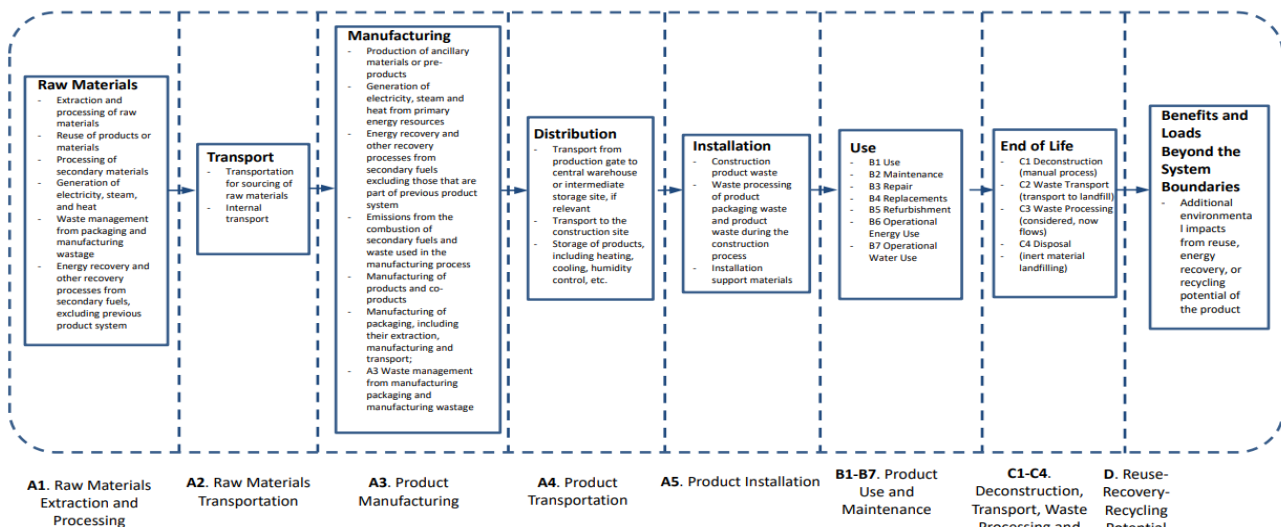 Raw Materials
- Extraction and
processing of raw
materials
- Reuse of products or
materials
- Processing of
secondary materials
- Generation of
electricity, steam,
and heat
- Waste management
from packaging and
manufacturing
wastage
- Energy recovery and
other recovery
processes from
secondary fuels,
excluding previous
product system
Transport
- Transportation
for sourcing of
raw materials
- Internal
transport
Manufacturing
- Production of ancillary
materials or pre-
products
- Generation of
electricity, steam and
heat from primary
energy resources
- Energy recovery and
other recovery
processes from
secondary fuels
excluding those that are
part of previous product
system
- Emissions from the
combustion of
secondary fuels and
waste used in the
manufacturing process
- Manufacturing of
products and co-
products
- Manufacturing of
packaging, including
their extraction,
manufacturing and
transport;
- A3 Waste management
from manufacturing
packaging and
manufacturing wastage
Distribution
- Transport from
production gate to
central warehouse
or intermediate
storage site, if
relevant
- Transport to the
construction site
- Storage of products,
including heating,
cooling, humidity
control, etc.
Installation
- Construction
product waste
- Waste processing
of product
packaging waste
and product
waste during the
construction
process
- Installation
support materials
Use
- B1 Use
- B2 Maintenance
- B3 Repair
- B4 Replacements
- B5 Refurbishment
- B6 Operational
Energy Use
- B7 Operational
Water Use
End of Life
- C1 Deconstruction
(manual process)
- C2 Waste Transport
(transport to landfill)
- C3 Waste Processing
(considered, now
flows)
- C4 Disposal
- (inert material
landfilling)
Benefits and
Loads
Beyond the
System
Boundaries
- Additional
environmenta
l impacts
from reuse,
energy
recovery, or
recycling
potential of
the product
A1. Raw Materials
Extraction and
Processing
A2. Raw Materials
Transportation
A3. Product
Manufacturing
A4. Product
Transportation
A5. Product Installation
B1-B7. Product
Use and
Maintenance
C1-C4.
Deconstruction,
Transport, Waste
Processing and
D. Reuse-
Recovery-
Recycling
Potential